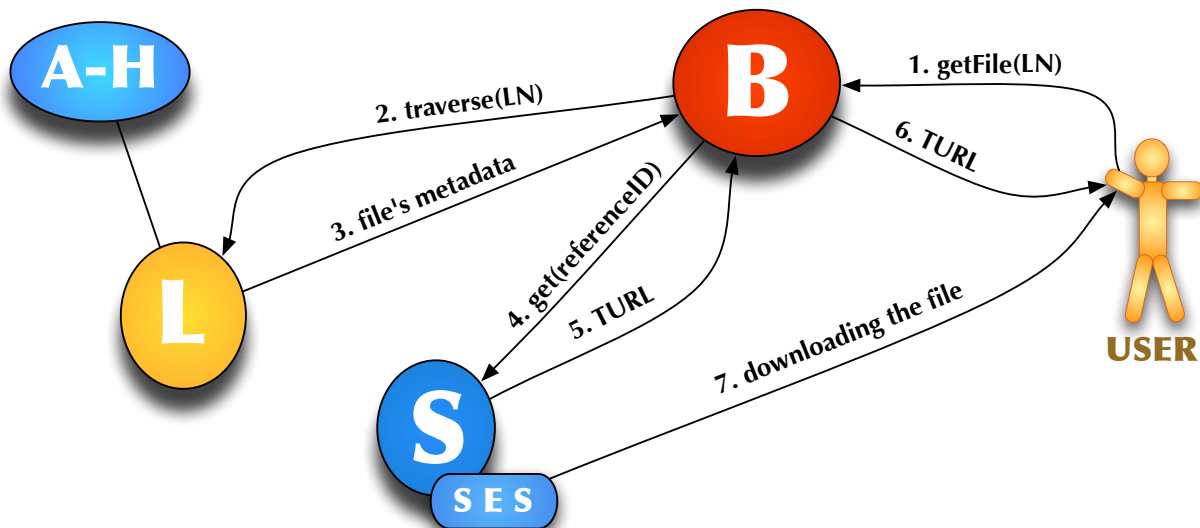 A-H
B
1. getFile(LN)
2. traverse(LN)
6. TURL
3. file's metadata
4. get(referenceID)
5. TURL
L
7. downloading the file
USER
S
S E S